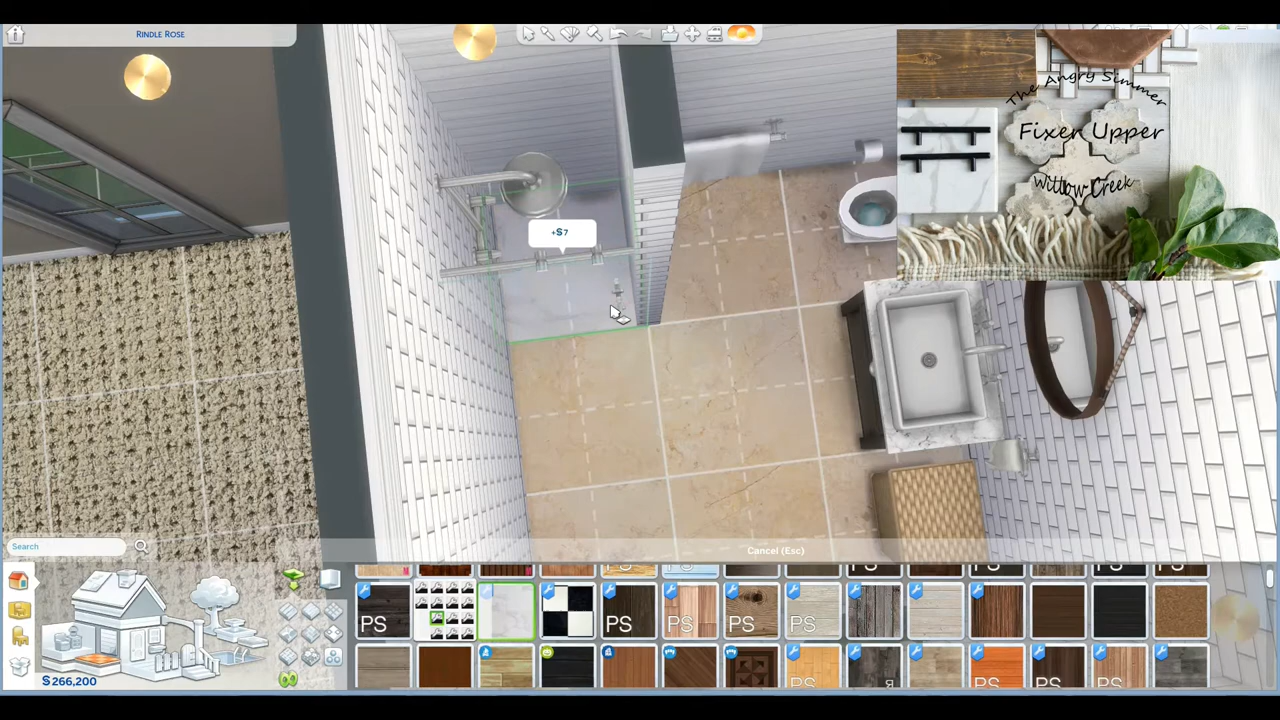 RINDLE ROSE
The Angry Simmer
Fixer Upper
Willow Creek
+§7
Cancel (Esc)
Search
PS
PS
PS
PS
PS
PS
PS
PS
PS
§266,200